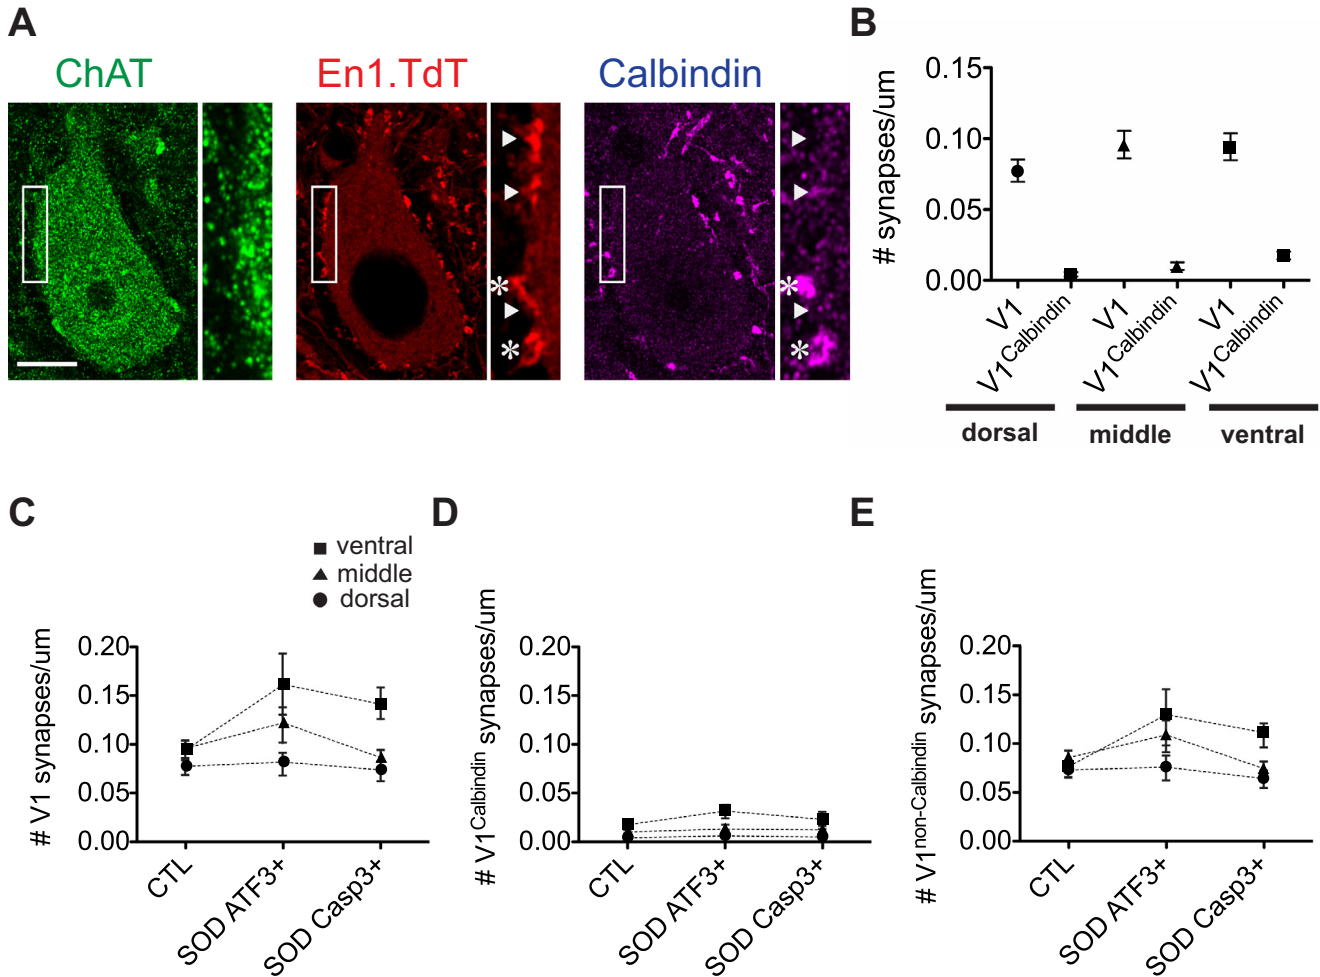 A
ChAT
En1.TdT
Calbindin
*
*
*
*
B
# synapses/um
0.15
0.10
0.05
0.00
V1
V1Calbindin
V1
V1Calbindin
V1
V1Calbindin
dorsal
middle
ventral
C
ventral
middle
dorsal
# V1 synapses/um
0.20
0.15
0.10
0.05
0.00
CTL
SOD ATF3+
SOD Casp3+
D
# V1Calbindin synapses/um
0.20
0.15
0.10
0.05
0.00
CTL
SOD ATF3+
SOD Casp3+
E
# V1non-Calbindin synapses/um
0.20
0.15
0.10
0.05
0.00
CTL
SOD ATF3+
SOD Casp3+